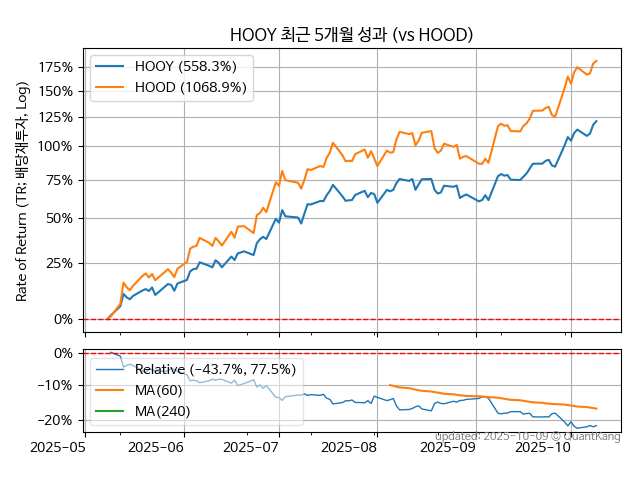 HOOY 최근 5개월 성과 (vs HOOD)
Rate of Return (TR: 배당재투자, Log)
HOOY (558.3%)
HOOD (1068.9%)
175%
150%
125%
100%
75%
50%
25%
0%
Relative (-43.7%, 77.5%)
MA(60)
MA(240)
0%
-10%
-20%
2025-05
2025-06
2025-07
2025-08
2025-09
2025-10
updated: 2025-10-09 © QuantKang